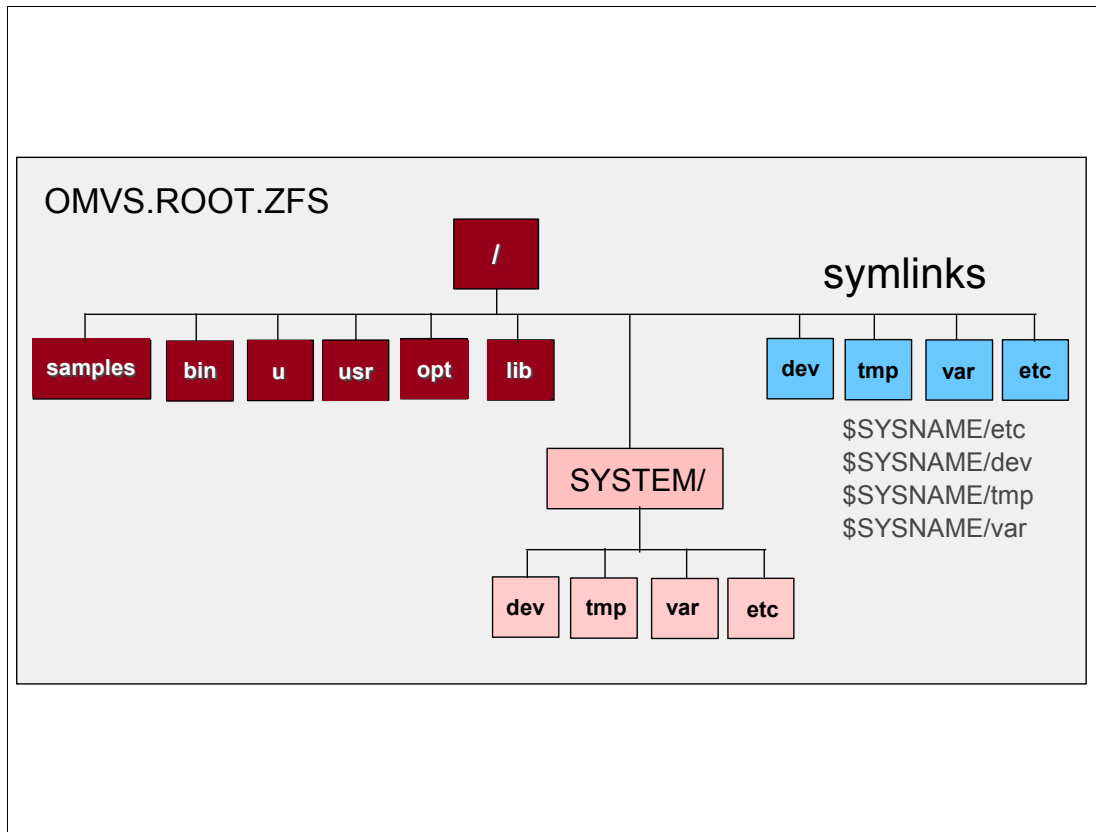 OMVS.ROOT.ZFS
/
symlinks
samples
bin
u
usr
opt
lib
dev
tmp
var
etc
$SYSNAME/etc
$SYSNAME/dev
$SYSNAME/tmp
$SYSNAME/var
SYSTEM/
dev
tmp
var
etc